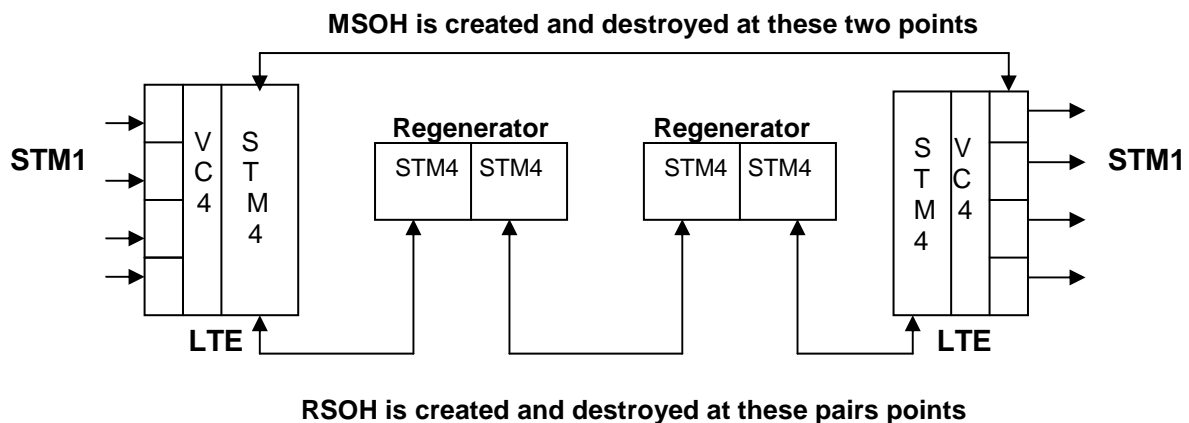 MSOH is created and destroyed at these two points
STM1
V
C
4
S
T
M
4
LTE
Regenerator
STM4 STM4
Regenerator
STM4 STM4
S
T
M
4
V
C
4
LTE
STM1
RSOH is created and destroyed at these pairs points